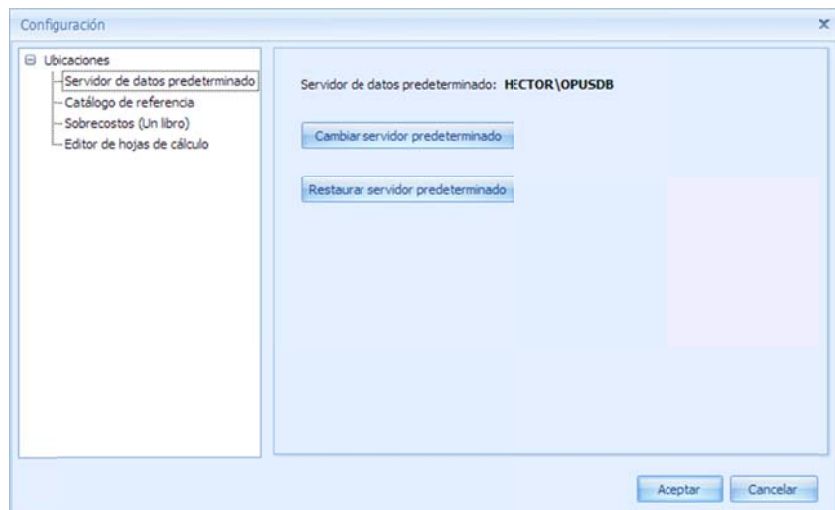 Configuración
Ubicaciones
Servidor de datos predeterminado
Catálogo de referencia
Sobrecostos (Un libro)
Editor de hojas de cálculo
Servidor de datos predeterminado: HECTOR\OPUSDB
Cambiar servidor predeterminado
Restaurar servidor predeterminado
Aceptar
Cancelar